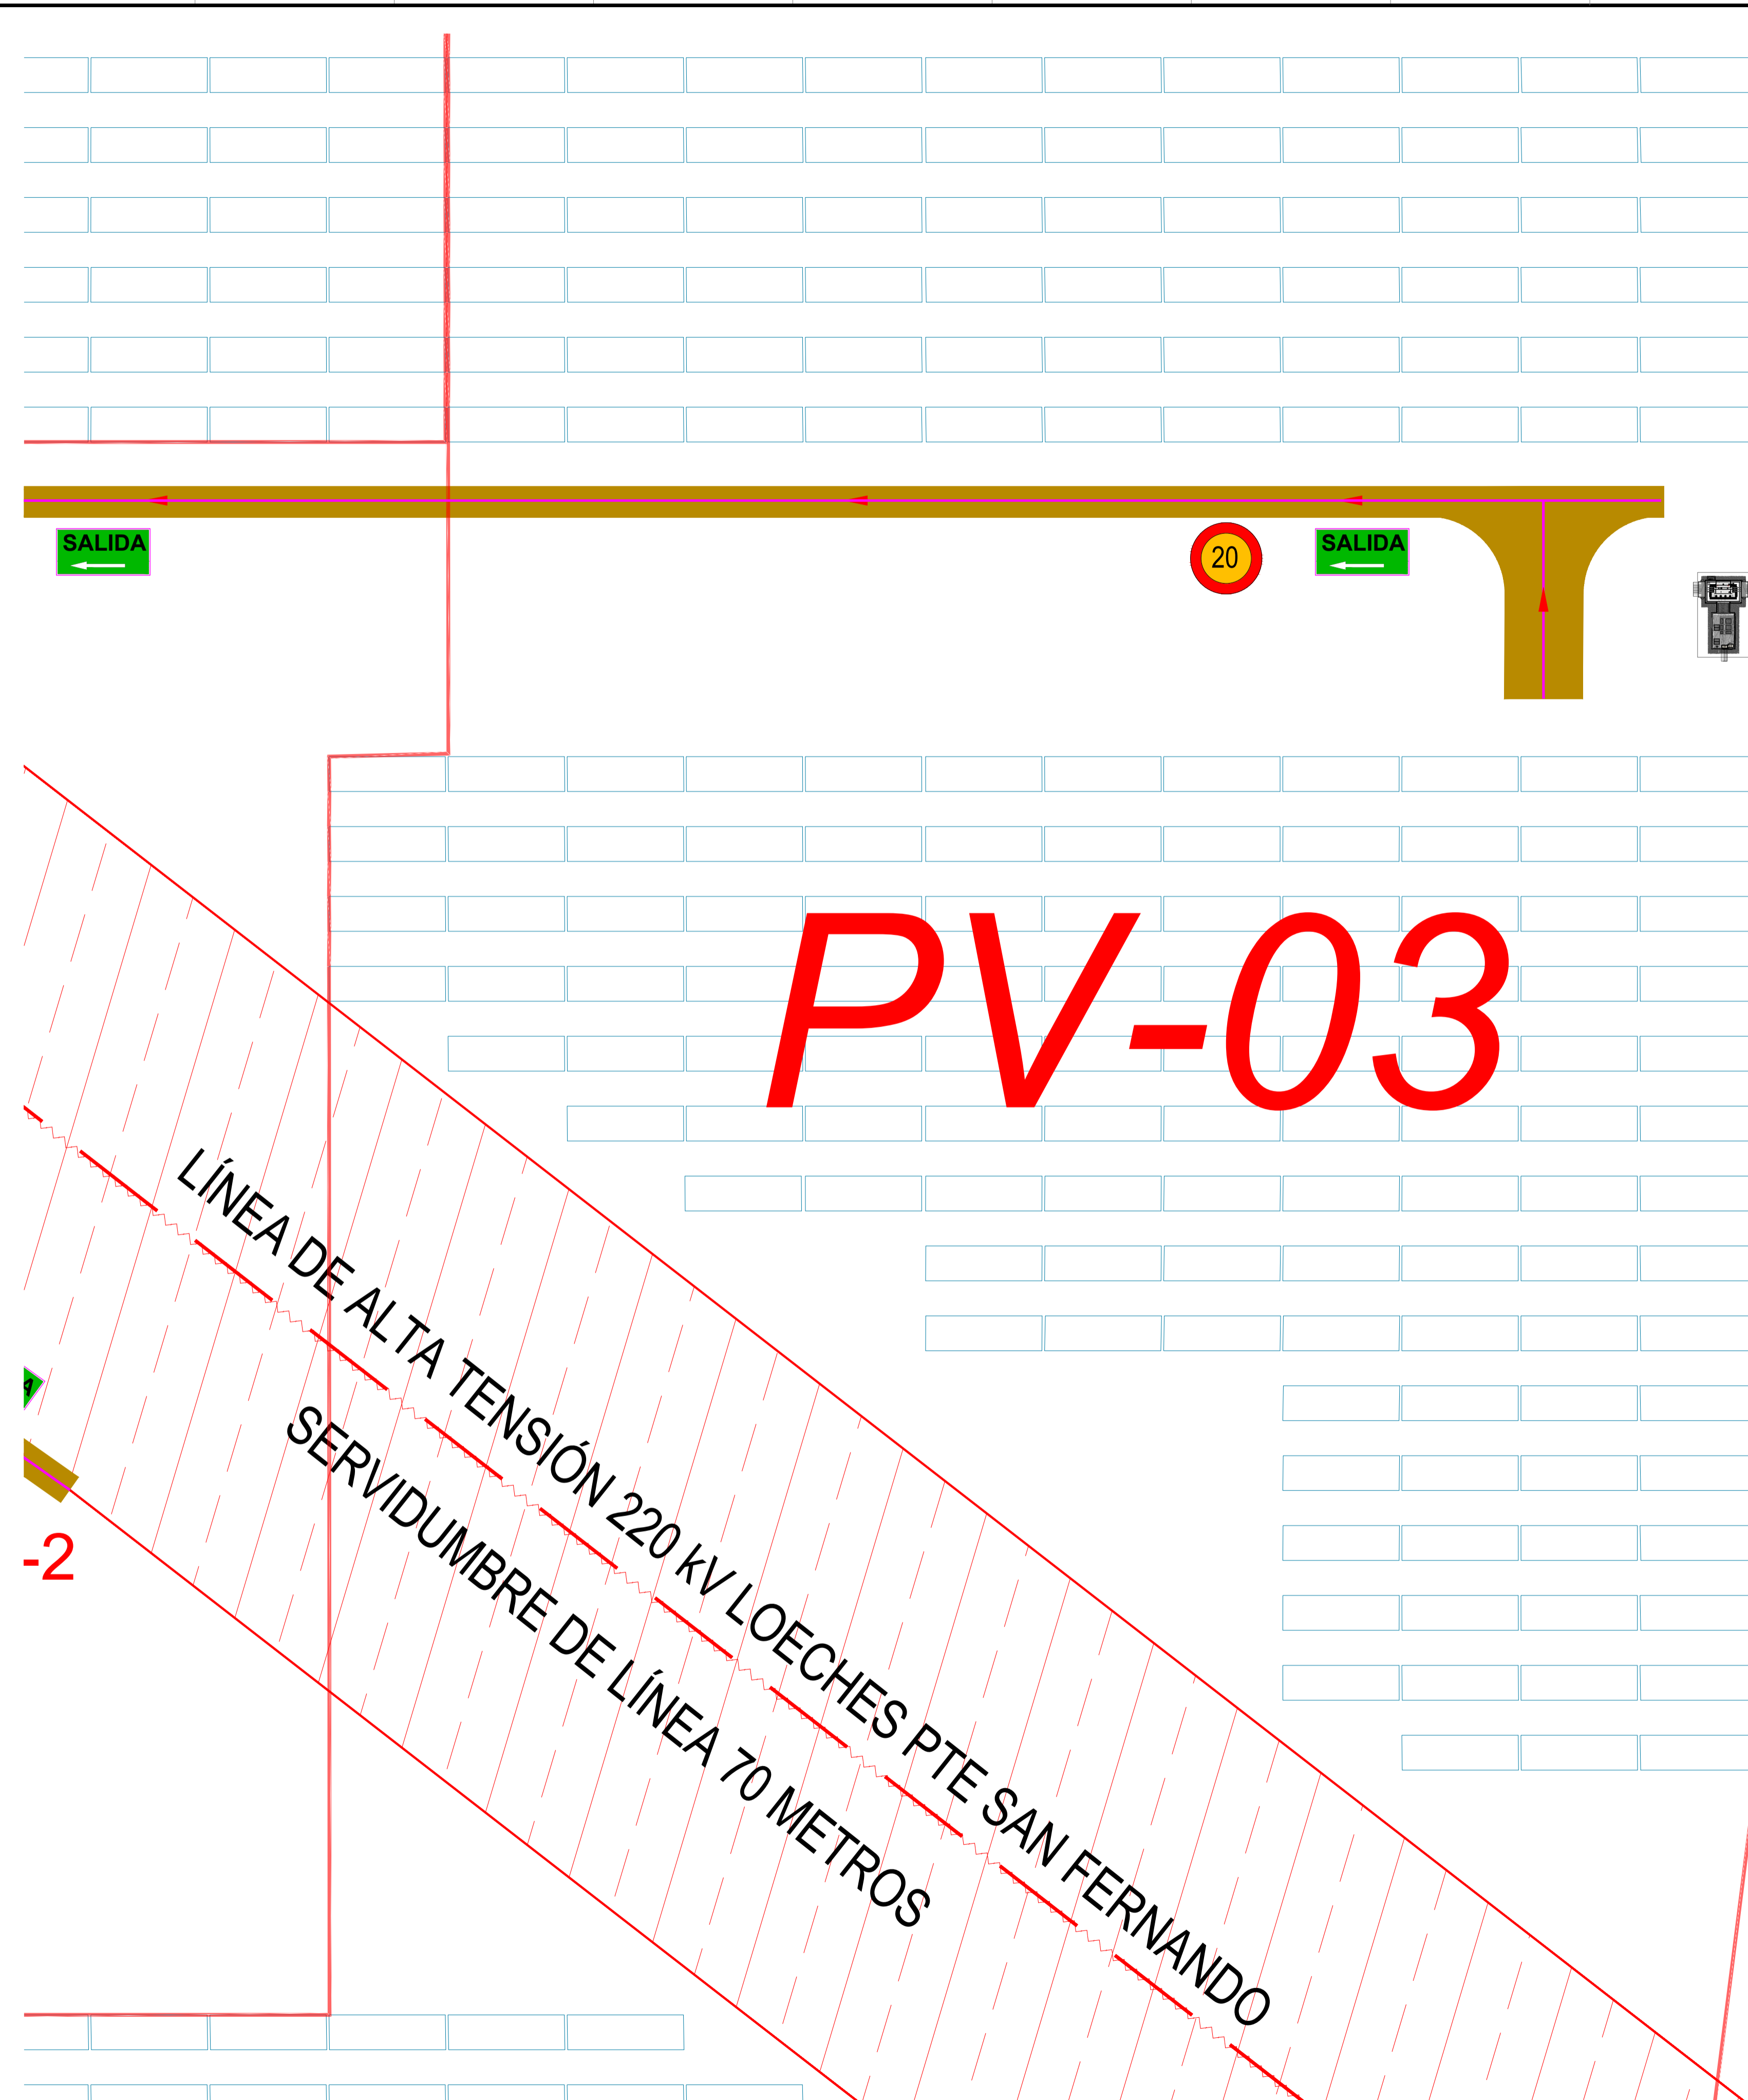 SALIDA
20
SALIDA
PV-03
LÍNEA DE ALTA TENSIÓN 220 kV LOECHES PTE SAN FERNANDO
SERVIDUMBRE DE LÍNEA 70 METROS
A
-2